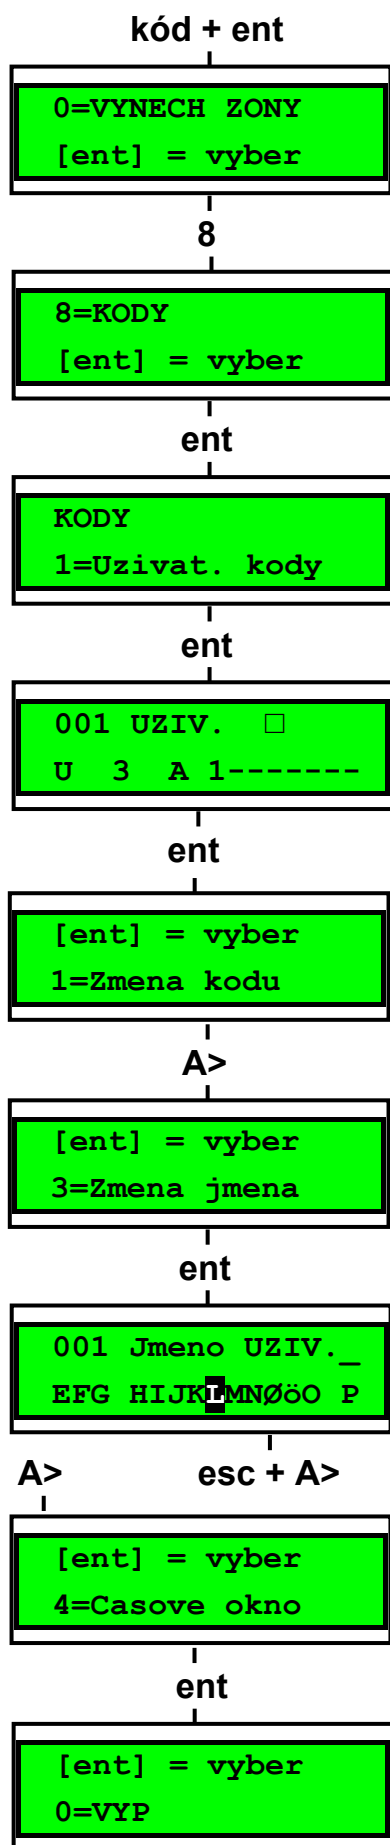 kód + ent
0=VYNECH ZONY
[ent] = vyber
8
8=KODY
[ent] = vyber
ent
KODY
1=Uzivat. kody
ent
001 UZIV. □
U 3 A 1-------
ent
[ent] = vyber
1=Zmena kodu
A>
[ent] = vyber
3=Zmena jmena
ent
001 Jmeno UZIV._
EFG HIJKLMNØöO P
A> esc + A>
[ent] = vyber
4=Casove okno
ent
[ent] = vyber
0=VYP